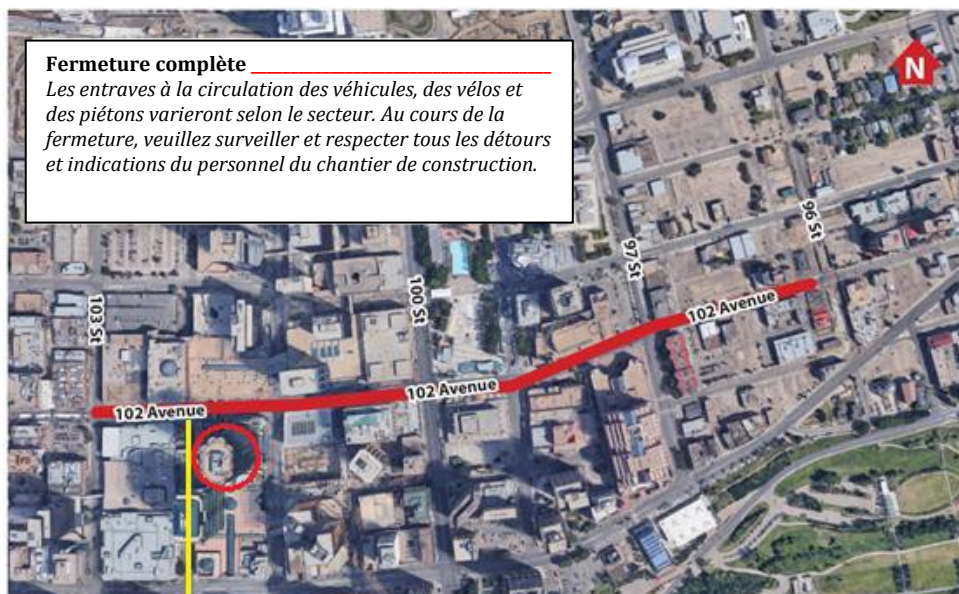 Fermeture complète
Les entraves à la circulation des véhicules, des vélos et
des piétons varieront selon le secteur. Au cours de la
fermeture, veuillez surveiller et respecter tous les détours
et indications du personnel du chantier de construction.
N
96 St
97 St
102 Avenue
100 St
103 St
102 Avenue
102 Avenue